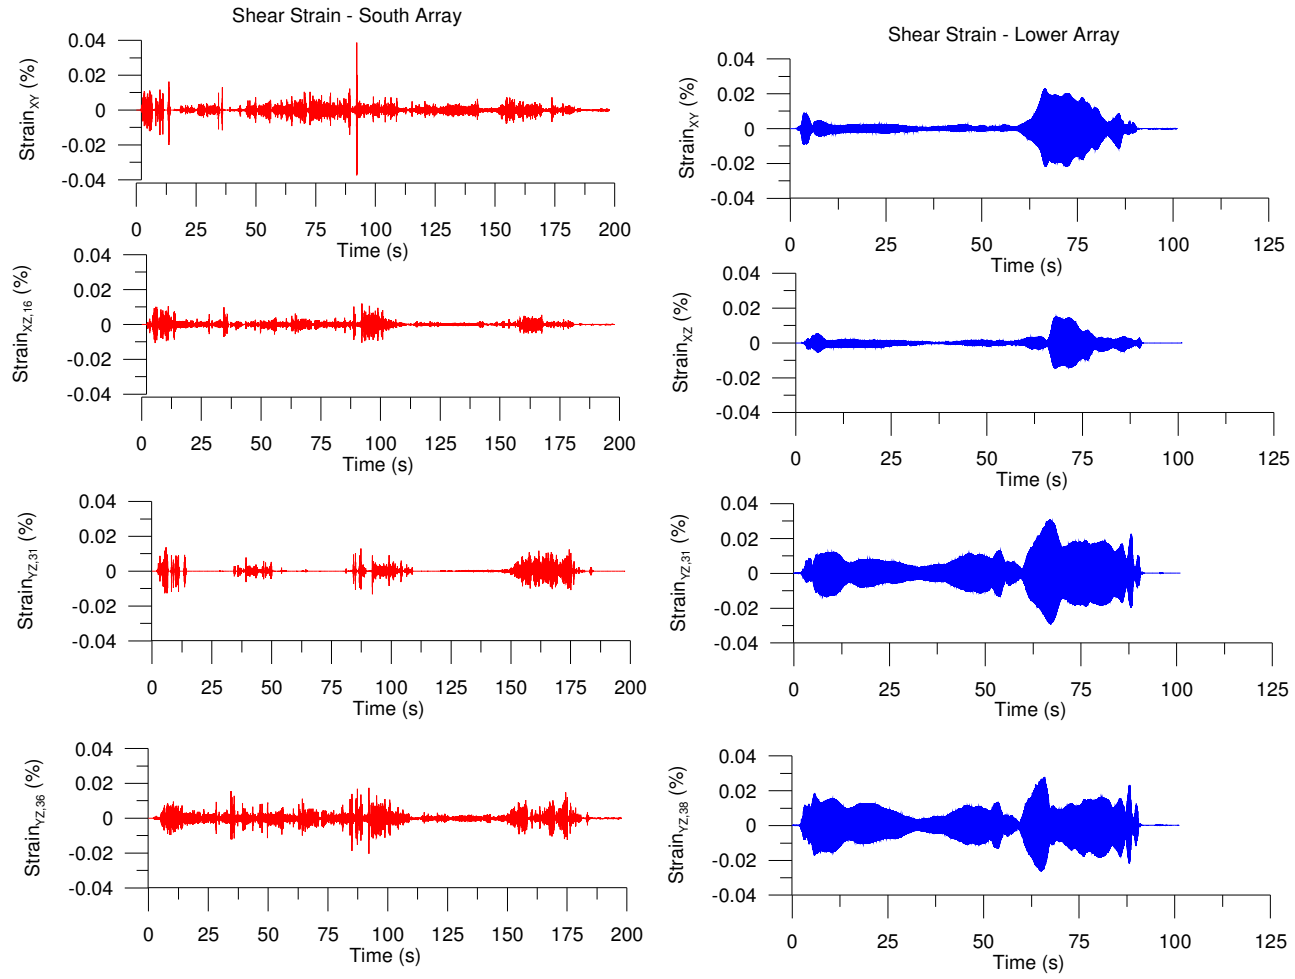 Shear Strain - South Array
0.04
0.02
0
-0.02
-0.04
Strain_XY (%)
0 25 50 75 100 125 150 175 200
Time (s)
0.04
0.02
0
-0.02
-0.04
Strain_XZ,16 (%)
0 25 50 75 100 125 150 175 200
Time (s)
0.04
0.02
0
-0.02
-0.04
Strain_YZ,31 (%)
0 25 50 75 100 125 150 175 200
Time (s)
0.04
0.02
0
-0.02
-0.04
Strain_YZ,36 (%)
0 25 50 75 100 125 150 175 200
Time (s)
Shear Strain - Lower Array
0.04
0.02
0
-0.02
-0.04
Strain_XY (%)
0 25 50 75 100 125
Time (s)
0.04
0.02
0
-0.02
-0.04
Strain_XZ (%)
0 25 50 75 100 125
Time (s)
0.04
0.02
0
-0.02
-0.04
Strain_YZ,31 (%)
0 25 50 75 100 125
Time (s)
0.04
0.02
0
-0.02
-0.04
Strain_YZ,38 (%)
0 25 50 75 100 125
Time (s)